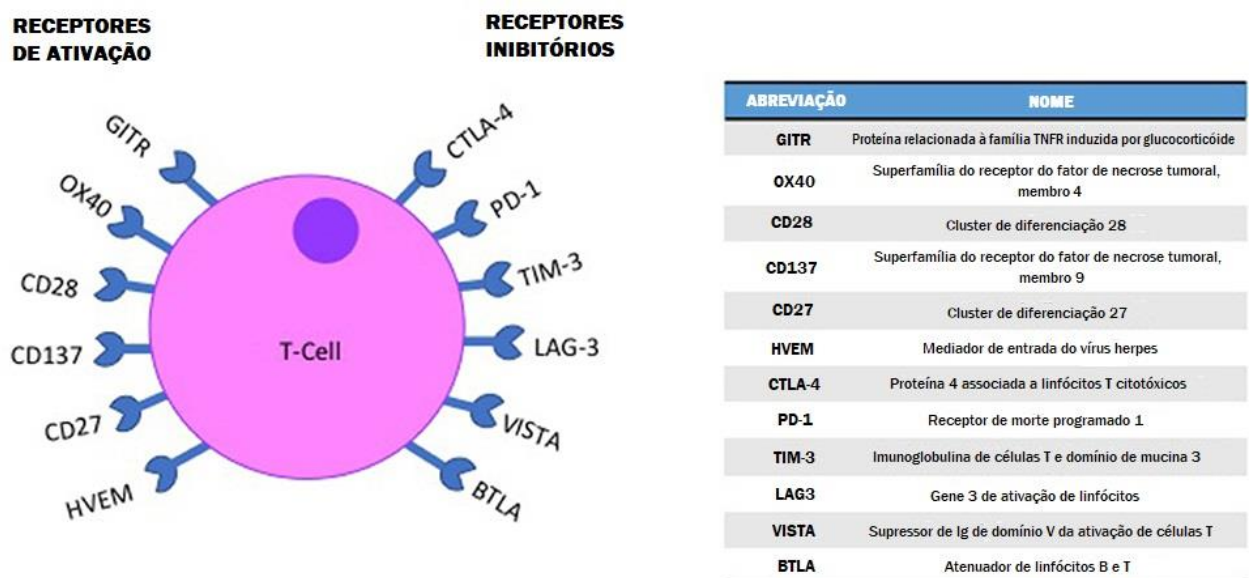 RECEPTORES
DE ATIVAÇÃO
RECEPTORES
INIBITÓRIOS
GITR
OX40
CD28
CD137
CD27
HVEM
T-Cell
CTLA-4
PD-1
TIM-3
LAG-3
VISTA
BTLA
ABREVIAÇÃO NOME
GITR Proteína relacionada à família TNFR induzida por glucocorticóide
OX40 Superfamília do receptor do fator de necrose tumoral,
membro 4
CD28 Cluster de diferenciação 28
CD137 Superfamília do receptor do fator de necrose tumoral,
membro 9
CD27 Cluster de diferenciação 27
HVEM Mediador de entrada do vírus herpes
CTLA-4 Proteína 4 associada a linfócitos T citotóxicos
PD-1 Receptor de morte programado 1
TIM-3 Imunoglobulina de células T e domínio de mucina 3
LAG3 Gene 3 de ativação de linfócitos
VISTA Supressor de Ig de domínio V da ativação de células T
BTLA Atenuador de linfócitos B e T